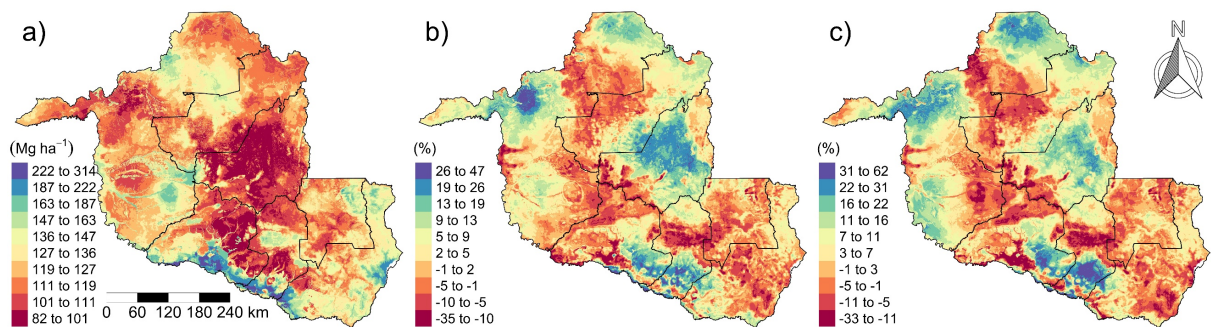 a)
(Mg ha⁻¹)
222 to 314
187 to 222
163 to 187
147 to 163
136 to 147
127 to 136
119 to 127
111 to 119
101 to 111
82 to 101
0 60 120 180 240 km
b)
(%)
26 to 47
19 to 26
13 to 19
9 to 13
5 to 9
2 to 5
-1 to 2
-5 to -1
-10 to -5
-35 to -10
c)
(%)
31 to 62
22 to 31
16 to 22
11 to 16
7 to 11
3 to 7
-1 to 3
-5 to -1
-11 to -5
-33 to -11
N